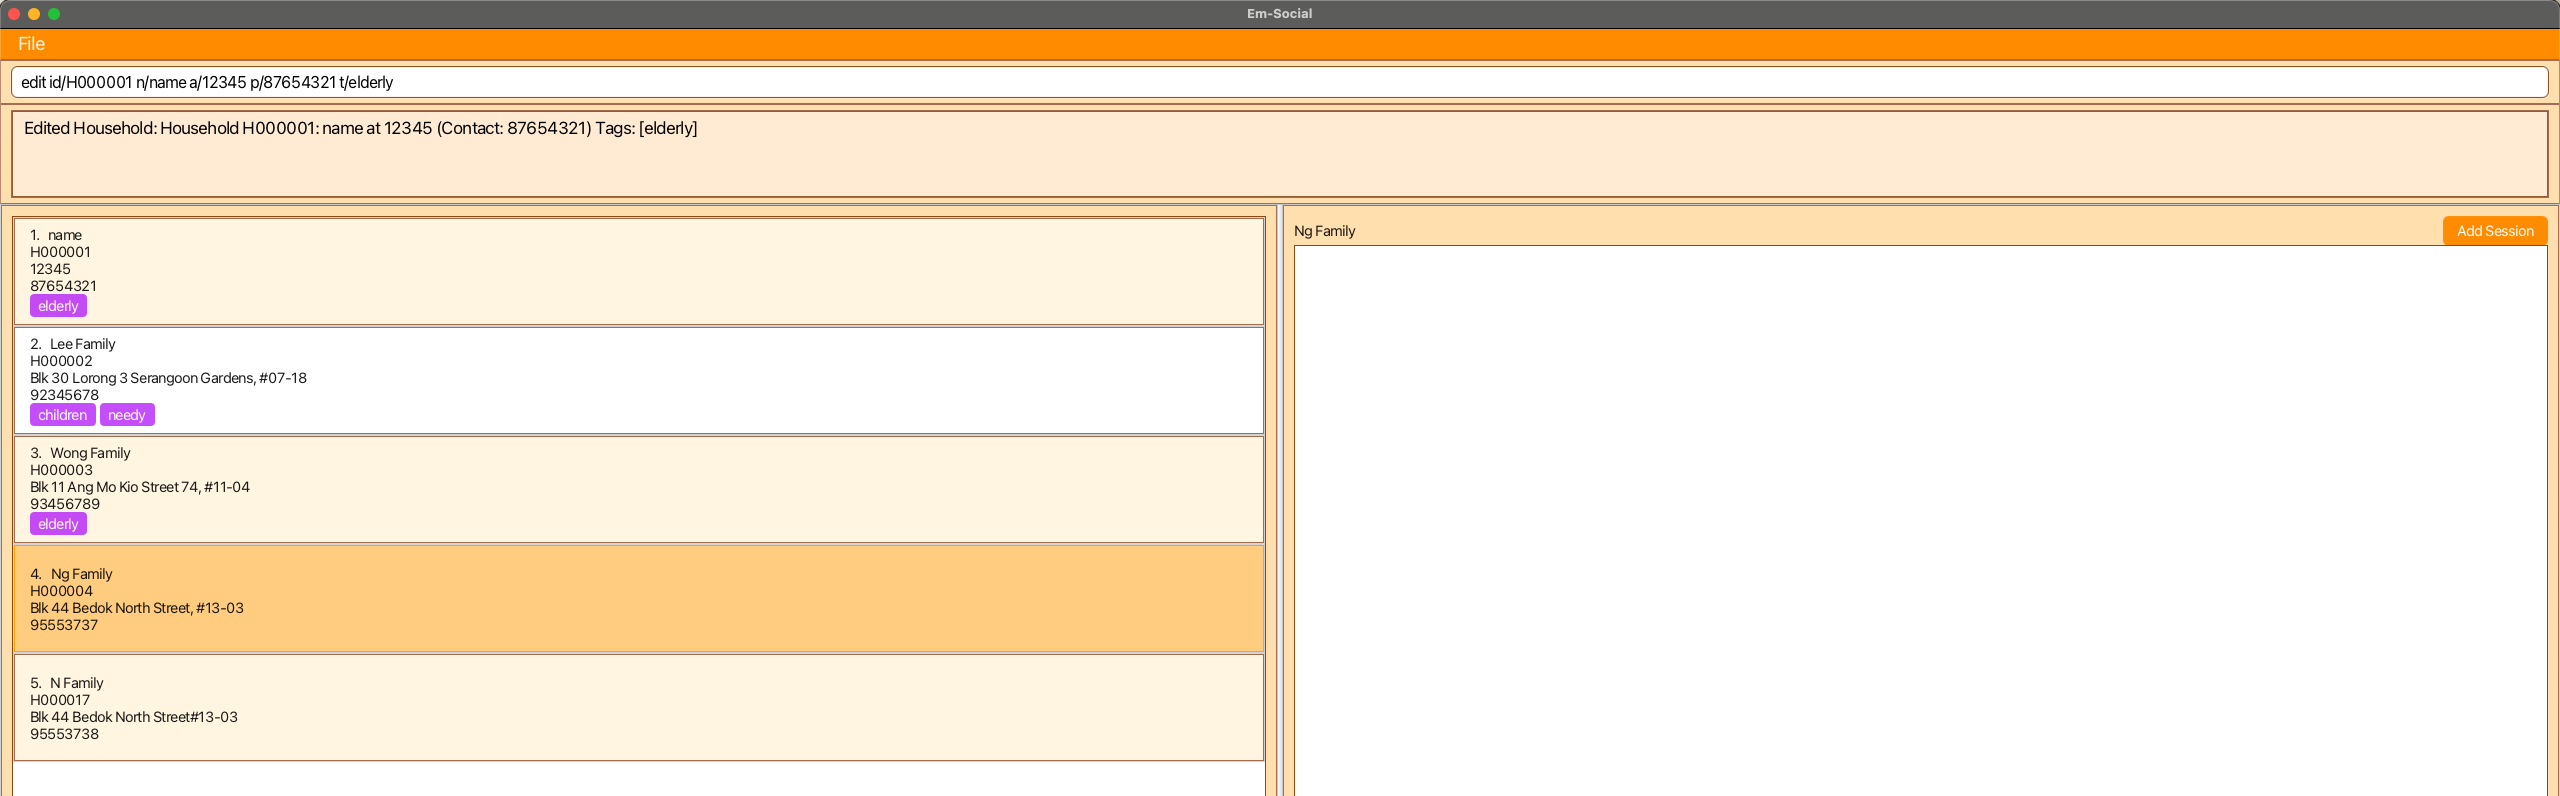 Em-Social
File
edit id/H000001 n/name a/12345 p/87654321 t/elderly
Edited Household: Household H000001: name at 12345 (Contact: 87654321) Tags: [elderly]
1. name
H000001
12345
87654321
elderly
2. Lee Family
H000002
Blk 30 Lorong 3 Serangoon Gardens, #07-18
92345678
children needy
3. Wong Family
H000003
Blk 11 Ang Mo Kio Street 74, #11-04
93456789
elderly
4. Ng Family
H000004
Blk 44 Bedok North Street, #13-03
95553737
5. N Family
H000017
Blk 44 Bedok North Street#13-03
95553738
Ng Family
Add Session